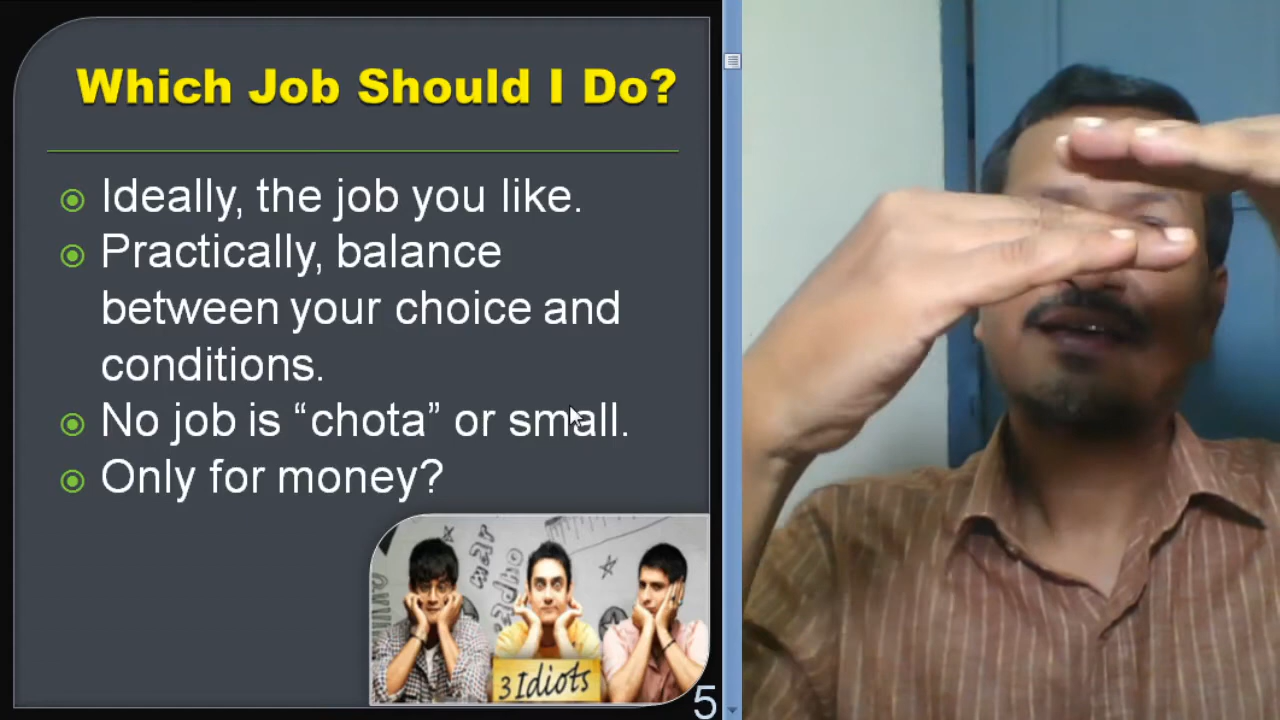 Which Job Should I Do?
Ideally, the job you like.
Practically, balance
between your choice and
conditions.
No job is “chota” or small.
Only for money?
3 Idiots
5